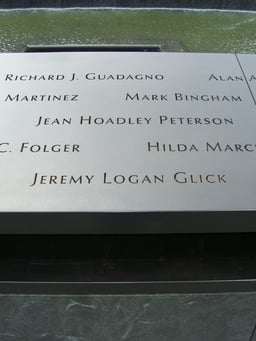 RICHARD J. GUADAGNO ALAN
MARTINEZ MARK BINGHAM
JEAN HOADLEY PETERSON
C. FOLGER HILDA MARC
JEREMY LOGAN GLICK